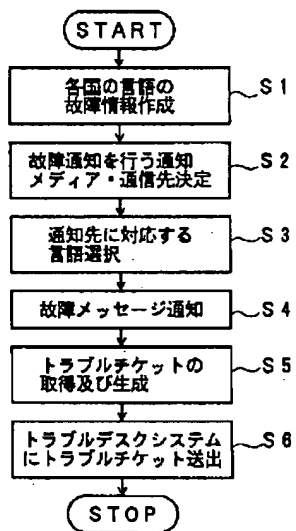 START
各国の言語の
故障情報作成
S1
故障通知を行う通知
メディア・通信先決定
S2
通知先に対応する
言語選択
S3
故障メッセージ通知
S4
トラブルチケットの
取得及び生成
S5
トラブルデスクシステム
にトラブルチケット送出
S6
STOP